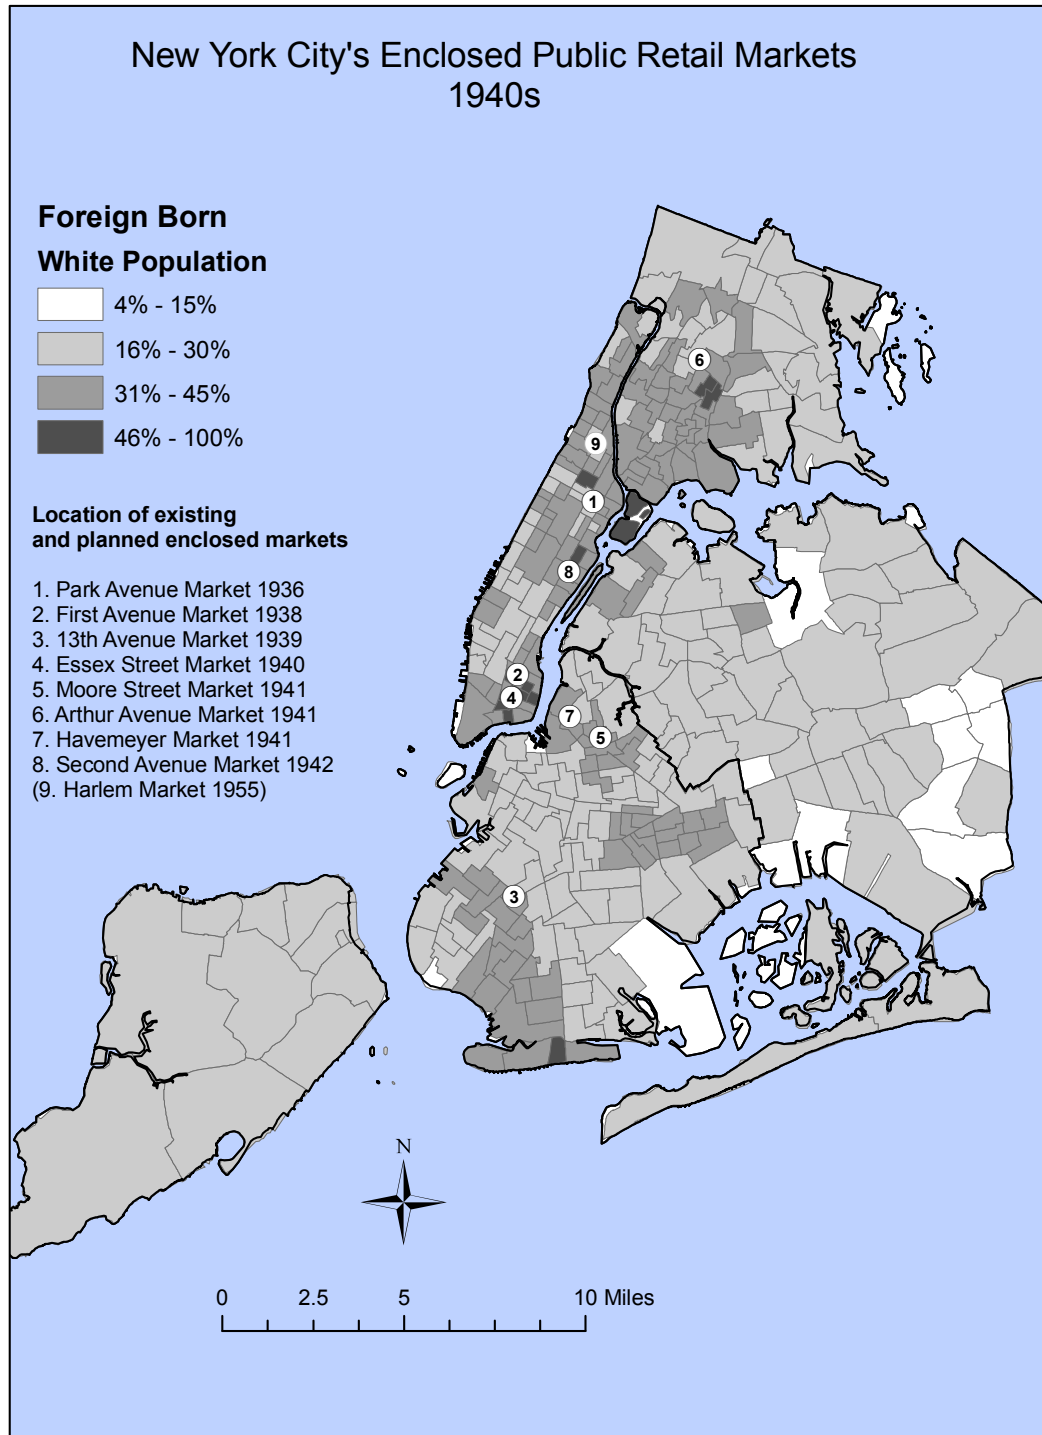 New York City's Enclosed Public Retail Markets
1940s
Foreign Born
White Population
4% - 15%
16% - 30%
31% - 45%
46% - 100%
Location of existing
and planned enclosed markets
1. Park Avenue Market 1936
2. First Avenue Market 1938
3. 13th Avenue Market 1939
4. Essex Street Market 1940
5. Moore Street Market 1941
6. Arthur Avenue Market 1941
7. Havemeyer Market 1941
8. Second Avenue Market 1942
(9. Harlem Market 1955)
6
9
1
8
2
4
7
5
3
N
0 2.5 5 10 Miles